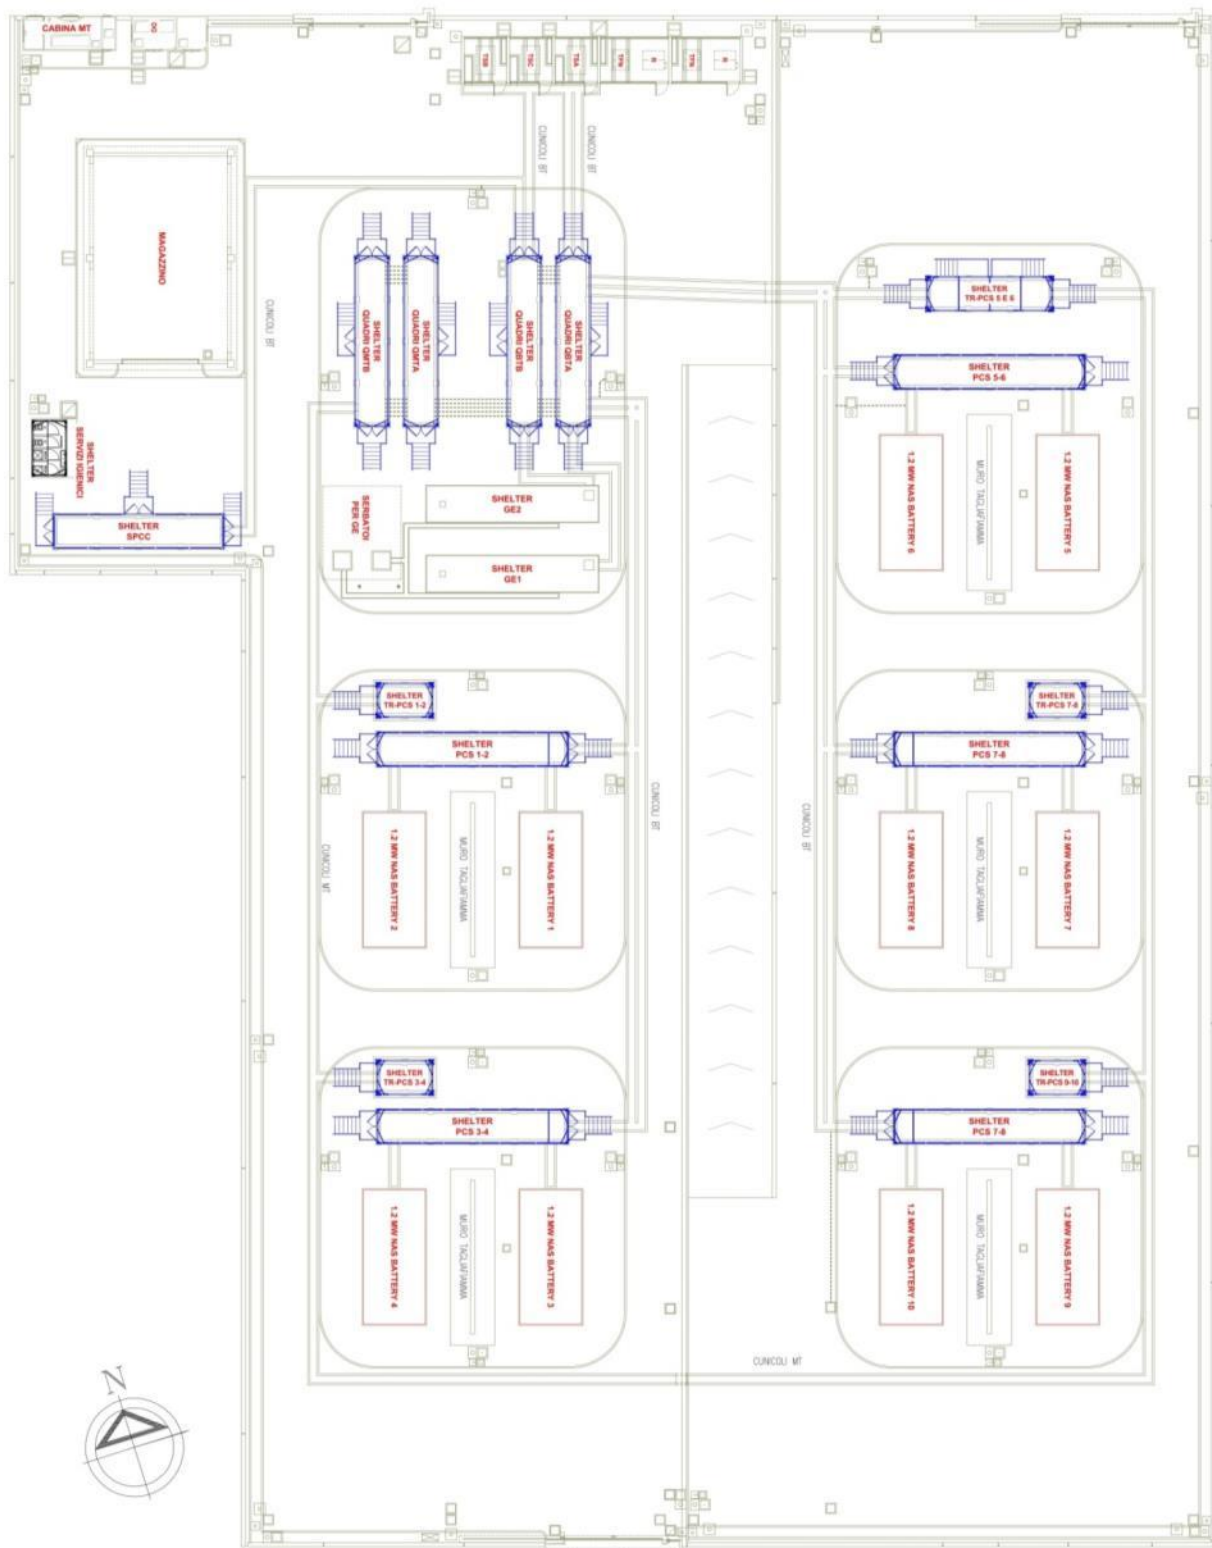 CABINA MT
DG
TSB
TSC
TSA
TFN
R
TFN
R
CUNICOLI BT
CUNICOLI BT
MAGAZZINO
CUNICOLI BT
SHELTER
QUADRI QMTB
SHELTER
QUADRI QMTA
SHELTER
QUADRI QBTB
SHELTER
QUADRI QBTA
SHELTER
TR-PCS 5 E 6
SHELTER
PCS 5-6
SHELTER
SERVIZI IGIENICI
SHELTER
SPCC
SERBATOI
PER GE
SHELTER
GE2
SHELTER
GE1
1.2 MW NAS BATTERY 6
MURO TAGLIAFIAMMA
1.2 MW NAS BATTERY 5
SHELTER
TR-PCS 1-2
SHELTER
PCS 1-2
SHELTER
TR-PCS 7-8
SHELTER
PCS 7-8
CUNICOLI MT
1.2 MW NAS BATTERY 2
MURO TAGLIAFIAMMA
1.2 MW NAS BATTERY 1
CUNICOLI BT
CUNICOLI BT
1.2 MW NAS BATTERY 8
MURO TAGLIAFIAMMA
1.2 MW NAS BATTERY 7
SHELTER
TR-PCS 3-4
SHELTER
PCS 3-4
SHELTER
TR-PCS 9-10
SHELTER
PCS 7-8
1.2 MW NAS BATTERY 4
MURO TAGLIAFIAMMA
1.2 MW NAS BATTERY 3
1.2 MW NAS BATTERY 10
MURO TAGLIAFIAMMA
1.2 MW NAS BATTERY 9
CUNICOLI MT
N